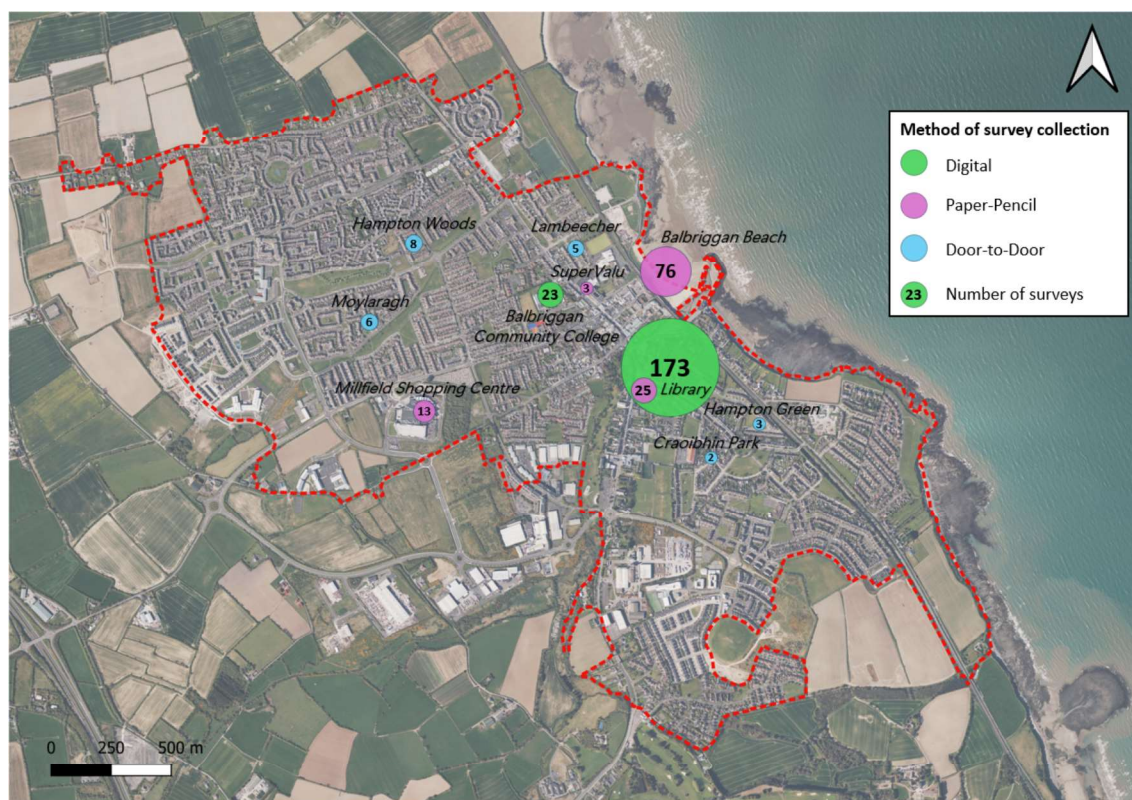 Method of survey collection
Digital
Paper-Pencil
Door-to-Door
23 Number of surveys
Hampton Woods
8
Lambeecher
5
Balbriggan Beach
76
SuperValu
3
23
Balbriggan
Community College
Moylaragh
6
173
25 Library
Millfield Shopping Centre
13
Hampton Green
3
Craoibhín Park
2
0 250 500 m